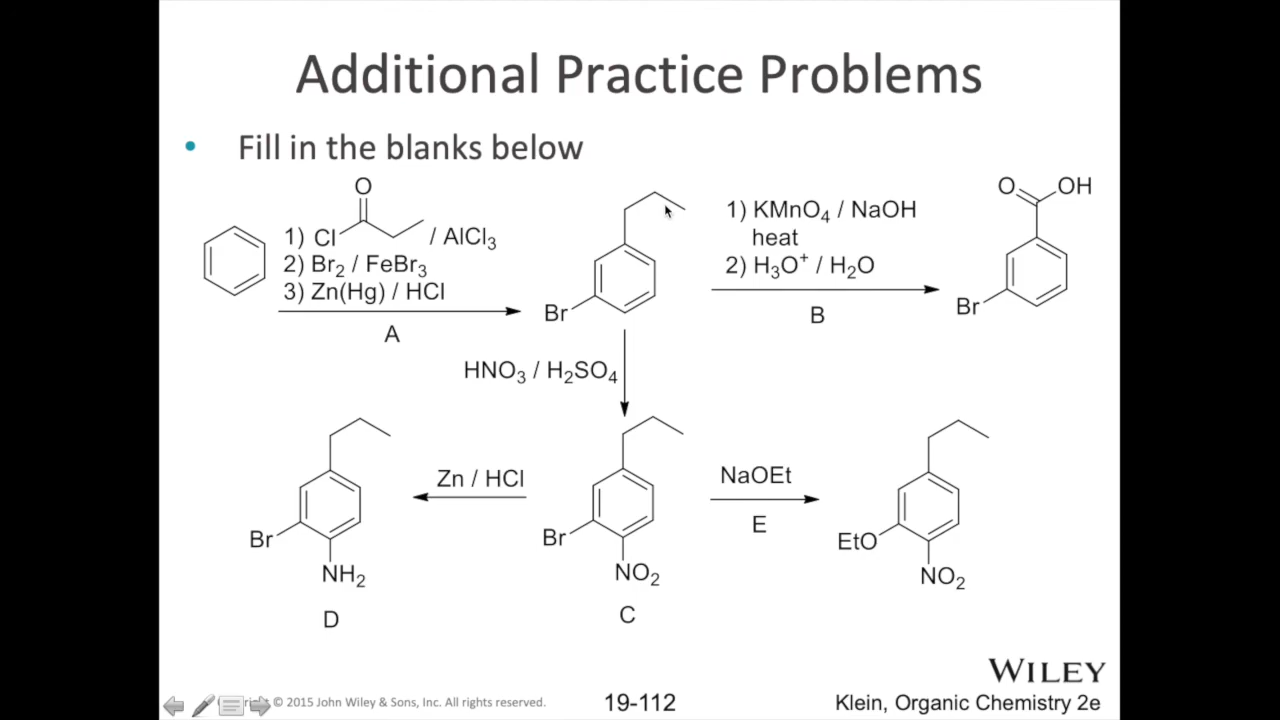 Additional Practice Problems
• Fill in the blanks below
O
1) Cl / AlCl₃
2) Br₂ / FeBr₃
3) Zn(Hg) / HCl
A
Br
1) KMnO₄ / NaOH
heat
2) H₃O⁺ / H₂O
B
O OH
Br
HNO₃ / H₂SO₄
Br
NH₂
D
Zn / HCl
Br
NO₂
C
NaOEt
E
EtO
NO₂
WILEY
© 2015 John Wiley & Sons, Inc. All rights reserved.
19-112
Klein, Organic Chemistry 2e